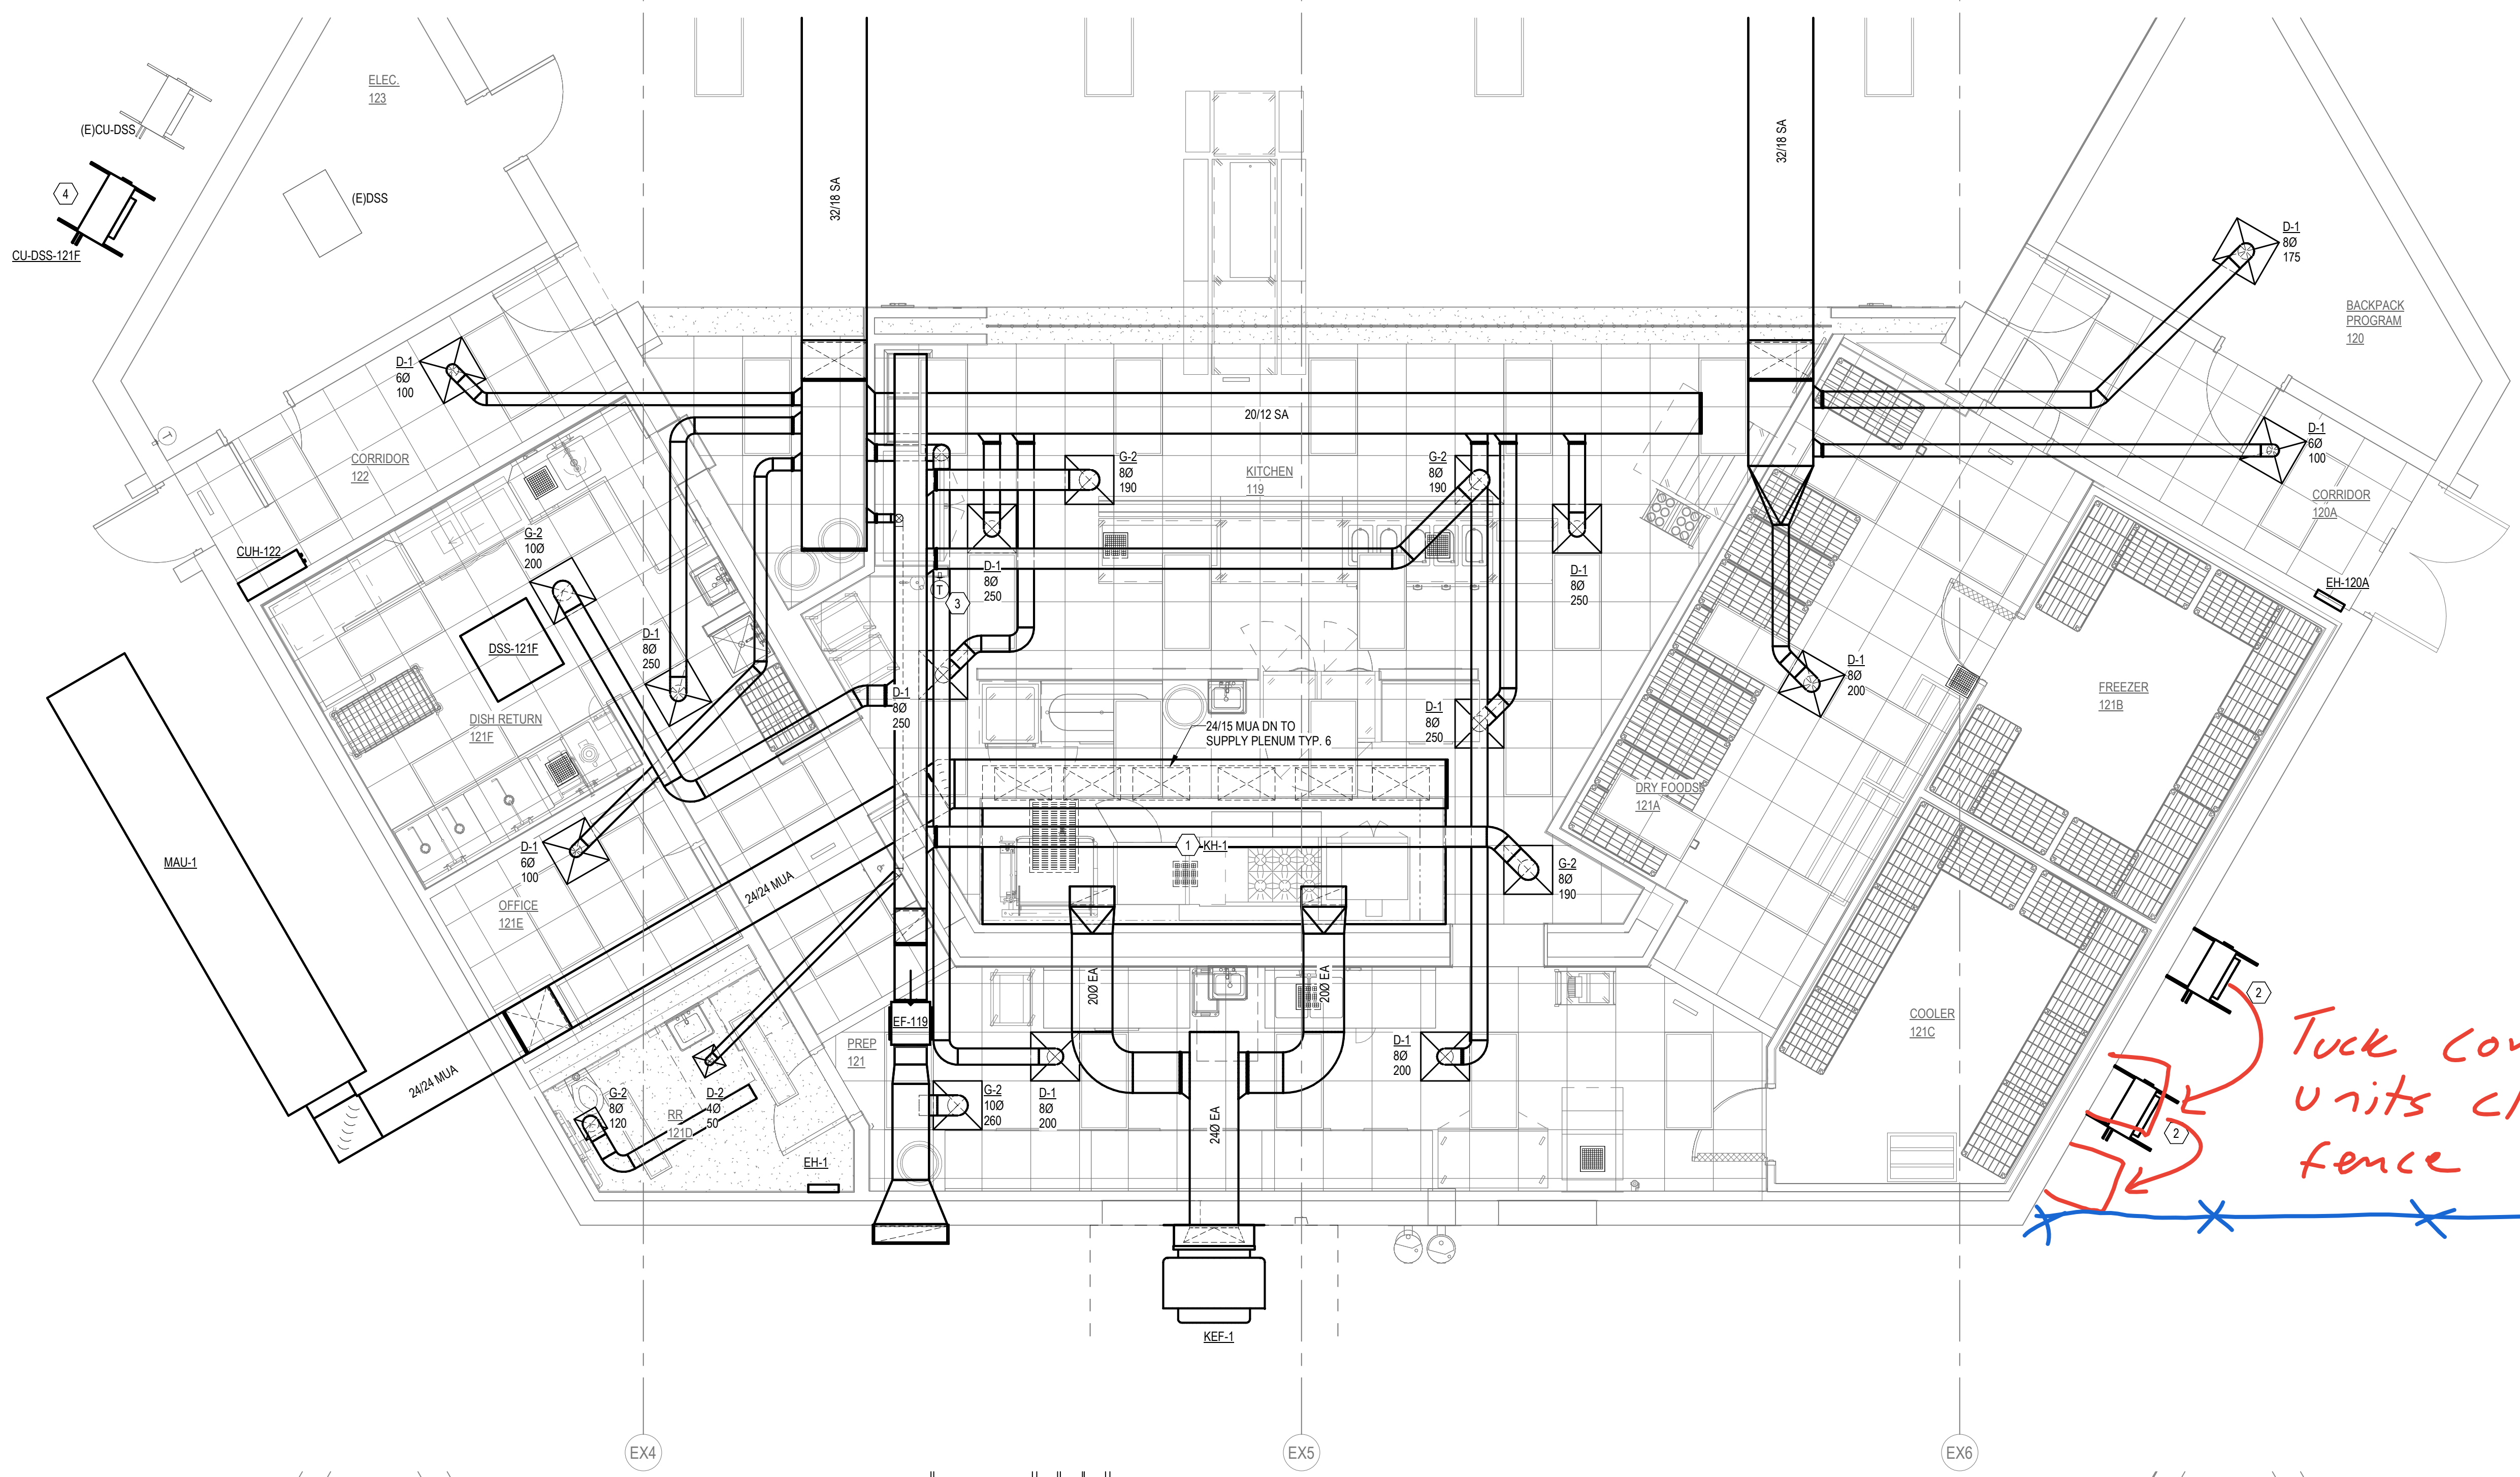 ELEC.
123
(E)CU-DSS
4
CU-DSS-121F
(E)DSS
32/18 SA
32/18 SA
D-1
8Ø
175
BACKPACK
PROGRAM
120
D-1
6Ø
100
T
CORRIDOR
122
20/12 SA
G-2
8Ø
190
KITCHEN
119
G-2
8Ø
190
D-1
6Ø
100
CORRIDOR
120A
CUH-122
G-2
10Ø
200
DSS-121F
D-1
8Ø
250
T
3
D-1
8Ø
250
D-1
8Ø
250
EH-120A
D-1
8Ø
250
D-1
8Ø
250
D-1
8Ø
200
FREEZER
121B
DISH RETURN
121F
24/15 MUA DN TO
SUPPLY PLENUM TYP. 6
DRY FOODS
121A
MAU-1
D-1
6Ø
100
24/24 MUA
1
KH-1
G-2
8Ø
190
OFFICE
121E
20Ø EA
20Ø EA
EF-119
PREP
121
COOLER
121C
2
2
Tuck
units
fence
24/24 MUA
G-2
8Ø
120
D-2
4Ø
50
RR
121D
EH-1
G-2
10Ø
260
D-1
8Ø
200
24Ø EA
D-1
8Ø
200
KEF-1
EX4
EX5
EX6